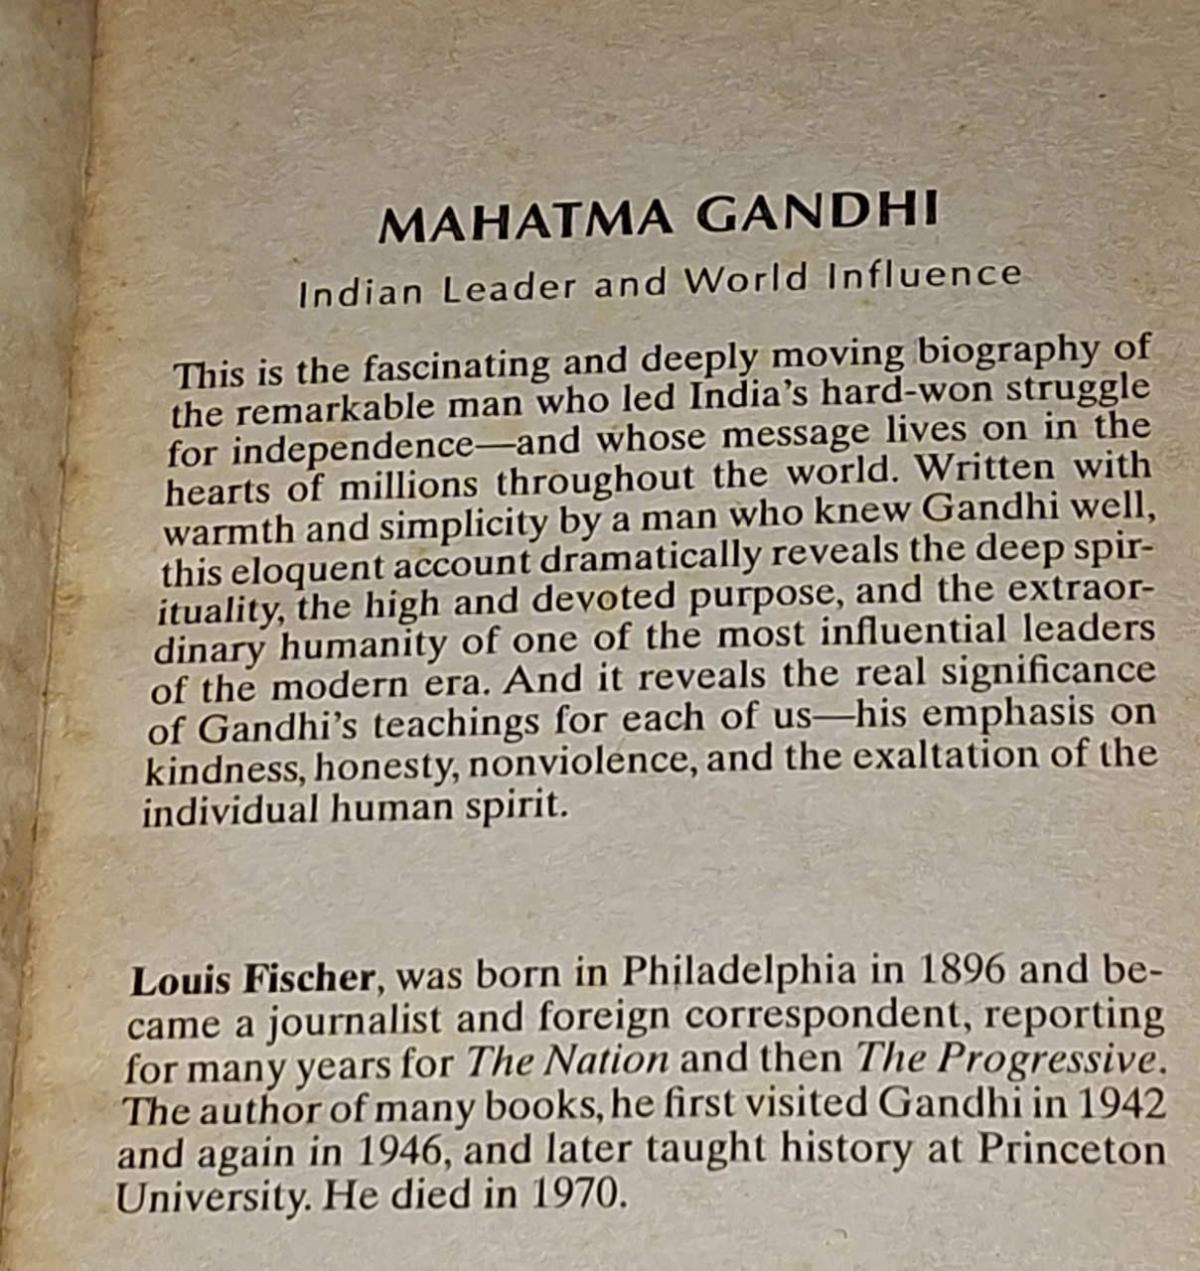 MAHATMA GANDHI
Indian Leader and World Influence
This is the fascinating and deeply moving biography of
the remarkable man who led India's hard-won struggle
for independence—and whose message lives on in the
hearts of millions throughout the world. Written with
warmth and simplicity by a man who knew Gandhi well,
this eloquent account dramatically reveals the deep spir-
ituality, the high and devoted purpose, and the extraor-
dinary humanity of one of the most influential leaders
of the modern era. And it reveals the real significance
of Gandhi's teachings for each of us—his emphasis on
kindness, honesty, nonviolence, and the exaltation of the
individual human spirit.
Louis Fischer, was born in Philadelphia in 1896 and be-
came a journalist and foreign correspondent, reporting
for many years for The Nation and then The Progressive.
The author of many books, he first visited Gandhi in 1942
and again in 1946, and later taught history at Princeton
University. He died in 1970.